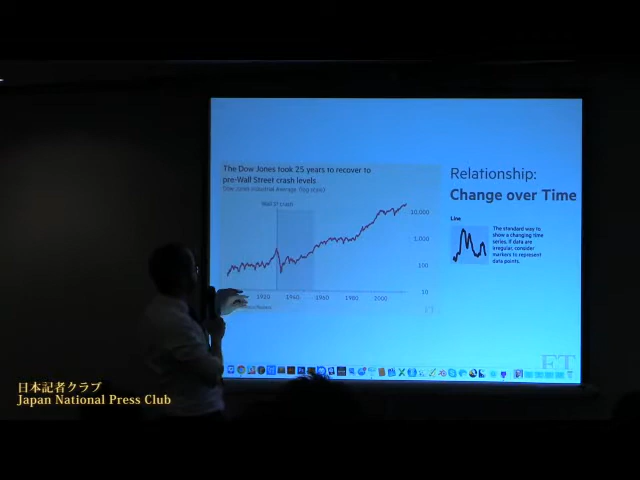 The Dow Jones took 25 years to recover to
pre-Wall Street crash levels
Dow Jones Industrial Average (log scale)
Wall St crash
10,000
1,000
100
10
1920
1940
1960
1980
2000
Relationship:
Change over Time
Line
The standard way to
show a changing time
series. If data are
irregular, consider
markers to represent
data points.
FT
日本記者クラブ
Japan National Press Club